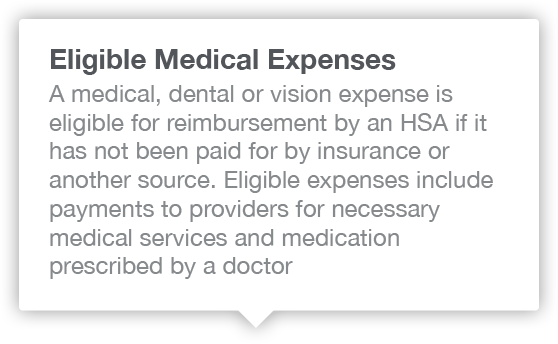 Eligible Medical Expenses
A medical, dental or vision expense is
eligible for reimbursement by an HSA if it
has not been paid for by insurance or
another source. Eligible expenses include
payments to providers for necessary
medical services and medication
prescribed by a doctor